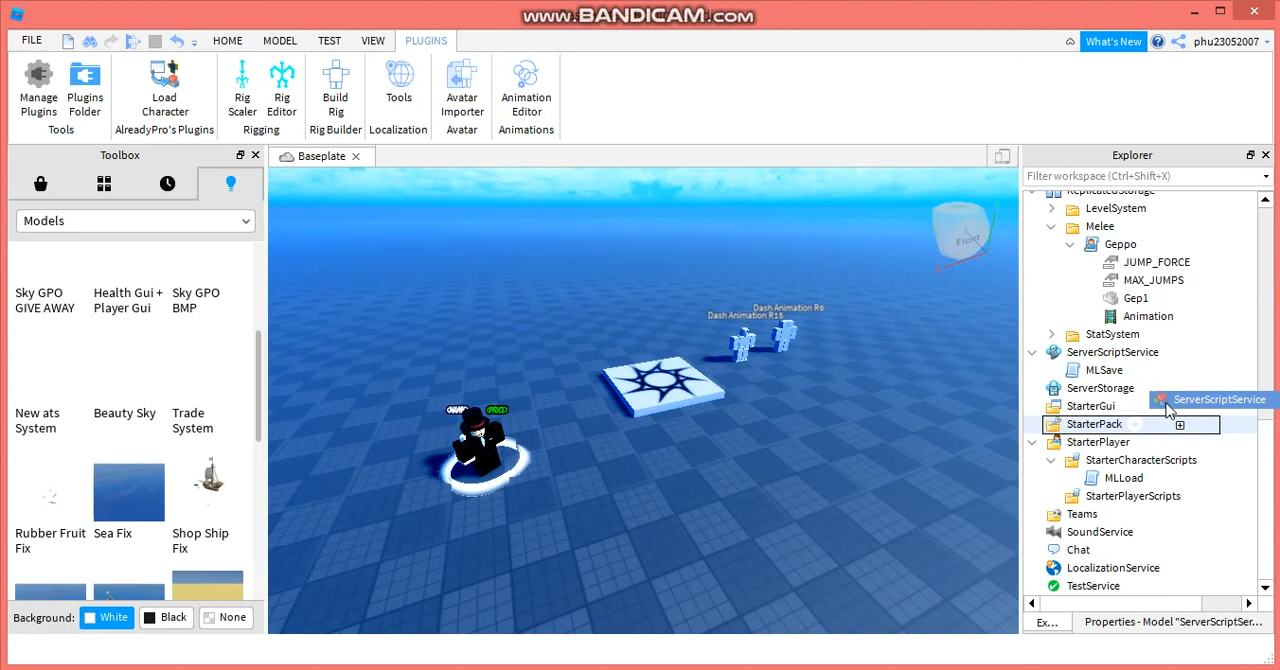 www.BANDICAM.com
FILE HOME MODEL TEST VIEW PLUGINS What's New phu23052007
Manage Plugins
Plugins Folder
Load Character
Rig Scaler
Rig Editor
Build Rig
Tools
Avatar Importer
Animation Editor
Tools AlreadyPro's Plugins Rigging Rig Builder Localization Avatar Animations
Toolbox
Models
Sky GPO GIVE AWAY
Health Gui + Player Gui
Sky GPO BMP
New ats System
Beauty Sky
Trade System
Rubber Fruit Fix
Sea Fix
Shop Ship Fix
Background: White Black None
Baseplate
Front
Dash Animation R6
Dash Animation R15
Explorer
Filter workspace (Ctrl+Shift+X)
ReplicatedStorage
LevelSystem
Melee
Geppo
JUMP_FORCE
MAX_JUMPS
Gep1
Animation
StatSystem
ServerScriptService
MLSave
ServerStorage
ServerScriptService
StarterGui
StarterPack
StarterPlayer
StarterCharacterScripts
MLLoad
StarterPlayerScripts
Teams
SoundService
Chat
LocalizationService
TestService
Ex... Properties - Model "ServerScriptSer...